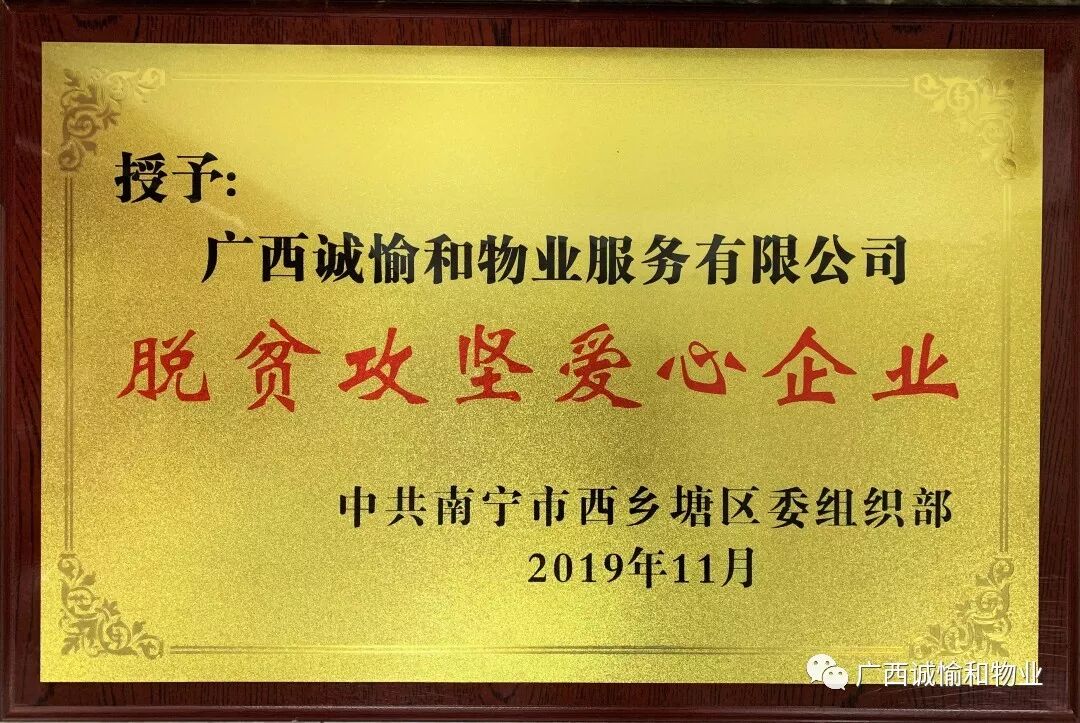 授予:
广西诚愉和物业服务有限公司
脱贫攻坚爱心企业
中共南宁市西乡塘区委组织部
2019年11月
广西诚愉和物业